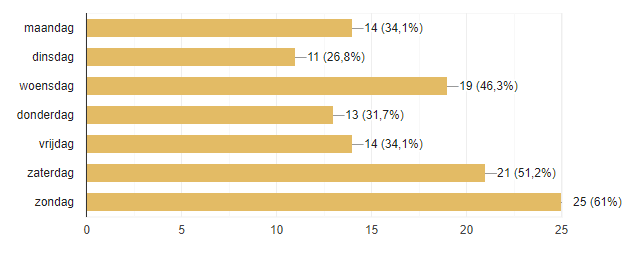 maandag 14 (34,1%)
dinsdag 11 (26,8%)
woensdag 19 (46,3%)
donderdag 13 (31,7%)
vrijdag 14 (34,1%)
zaterdag 21 (51,2%)
zondag 25 (61%)
0 5 10 15 20 25